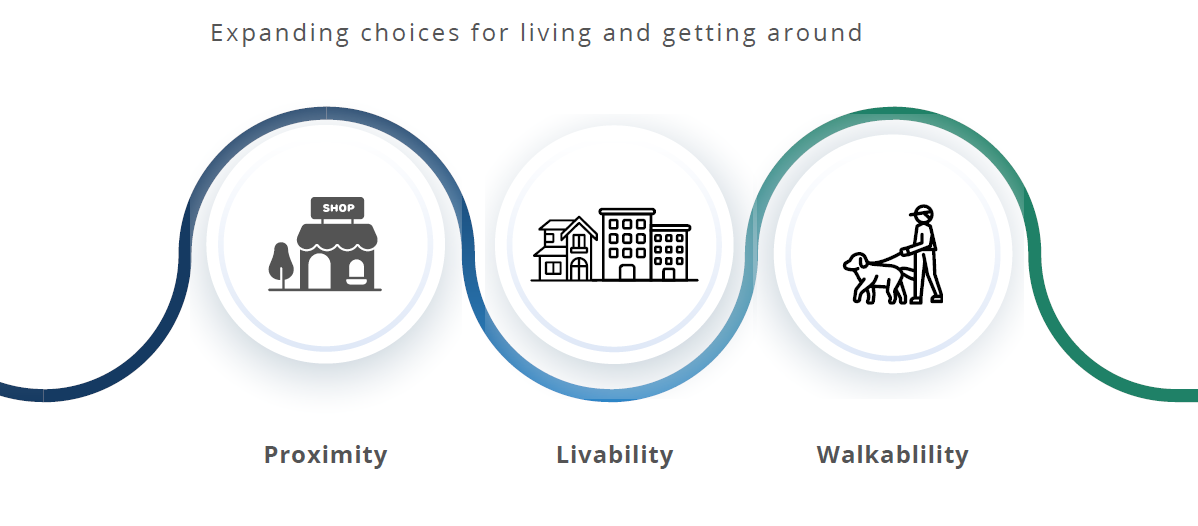 Expanding choices for living and getting around
SHOP
Proximity
Livability
Walkablility